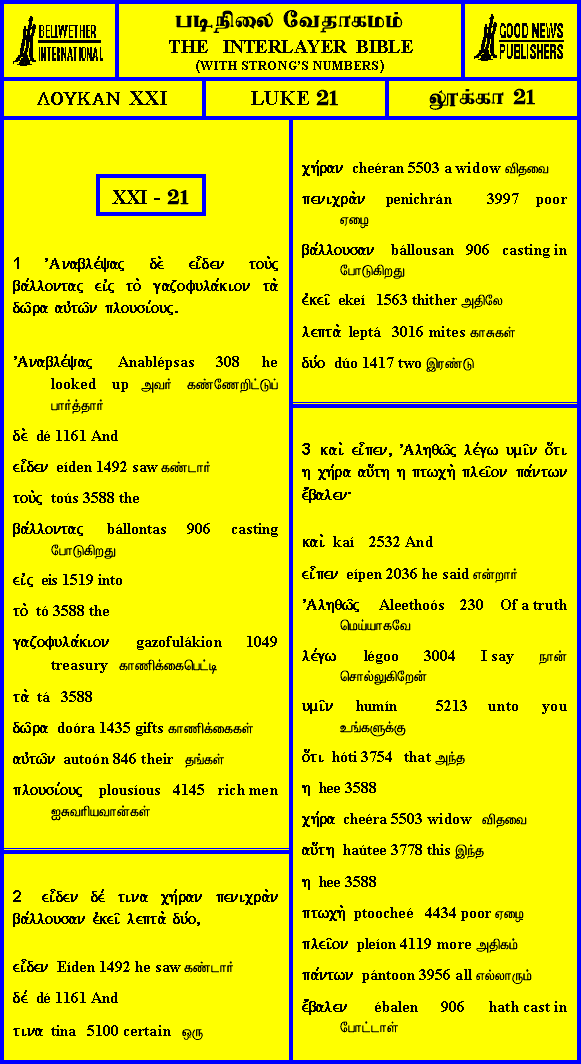 BELLWETHER
INTERNATIONAL
படிநிலை வேதாகமம்
THE INTERLAYER BIBLE
(WITH STRONG'S NUMBERS)
GOOD NEWS
PUBLISHERS
ΛΟΥΚΑΝ XXI
LUKE 21
லூக்கா 21
XXI - 21
1 Ἀναβλέψας δὲ εἶδεν τοὺς
βάλλοντας εἰς τὸ γαζοφυλάκιον τὰ
δῶρα αὐτῶν πλουσίους.
Ἀναβλέψας Anablépsas 308 he
looked up அவர் கண்ணேறிட்டுப்
பார்த்தார்
δὲ dé 1161 And
εἶδεν eíden 1492 saw கண்டார்
τοὺς toús 3588 the
βάλλοντας bállontas 906 casting
போடுகிறது
εἰς eis 1519 into
τὸ tó 3588 the
γαζοφυλάκιον gazofulákion 1049
treasury காணிக்கைபெட்டி
τὰ tá 3588
δῶρα doóra 1435 gifts காணிக்கைகள்
αὐτῶν autoón 846 their தங்கள்
πλουσίους plousíous 4145 rich men
ஐசுவரியவான்கள்
2 εἶδεν δέ τινα χήραν πενιχρὰν
βάλλουσαν ἐκεῖ λεπτὰ δύο,
εἶδεν Eíden 1492 he saw கண்டார்
δέ dé 1161 And
τινα tina 5100 certain ஒரு
χήραν cheéran 5503 a widow விதவை
πενιχρὰν penichrán 3997 poor
ஏழை
βάλλουσαν bállousan 906 casting in
போடுகிறது
ἐκεῖ ekeí 1563 thither அதிலே
λεπτὰ leptá 3016 mites காசுகள்
δύο dúo 1417 two இரண்டு
3 καὶ εἶπεν, Ἀληθῶς λέγω υμῖν ὅτι
η χήρα αὕτη η πτωχὴ πλεῖον πάντων
ἔβαλεν·
καὶ kaí 2532 And
εἶπεν eípen 2036 he said என்றார்
Ἀληθῶς Aleethoós 230 Of a truth
மெய்யாகவே
λέγω légoo 3004 I say நான்
சொல்லுகிறேன்
υμῖν humín 5213 unto you
உங்களுக்கு
ὅτι hóti 3754 that அந்த
η hee 3588
χήρα cheéra 5503 widow விதவை
αὕτη haútee 3778 this இந்த
η hee 3588
πτωχὴ ptoocheé 4434 poor ஏழை
πλεῖον pleíon 4119 more அதிகம்
πάντων pántoon 3956 all எல்லாரும்
ἔβαλεν ébalen 906 hath cast in
போட்டாள்